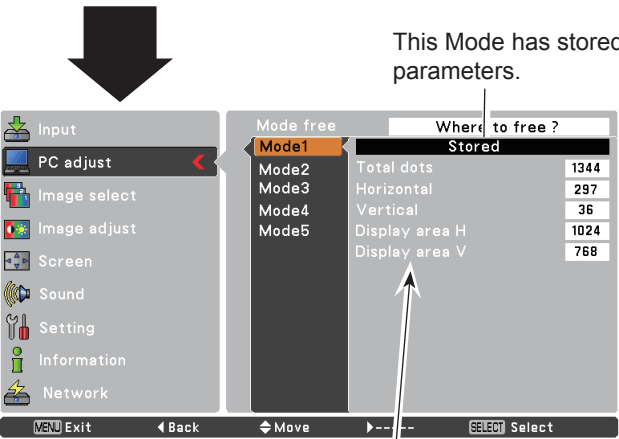 This Mode has stored
parameters.
Input
PC adjust
Image select
Image adjust
Screen
Sound
Setting
Information
Network
Mode free
Where to free ?
Mode1
Mode2
Mode3
Mode4
Mode5
Stored
Total dots 1344
Horizontal 297
Vertical 36
Display area H 1024
Display area V 768
MENU Exit Back Move ----- SELECT Select